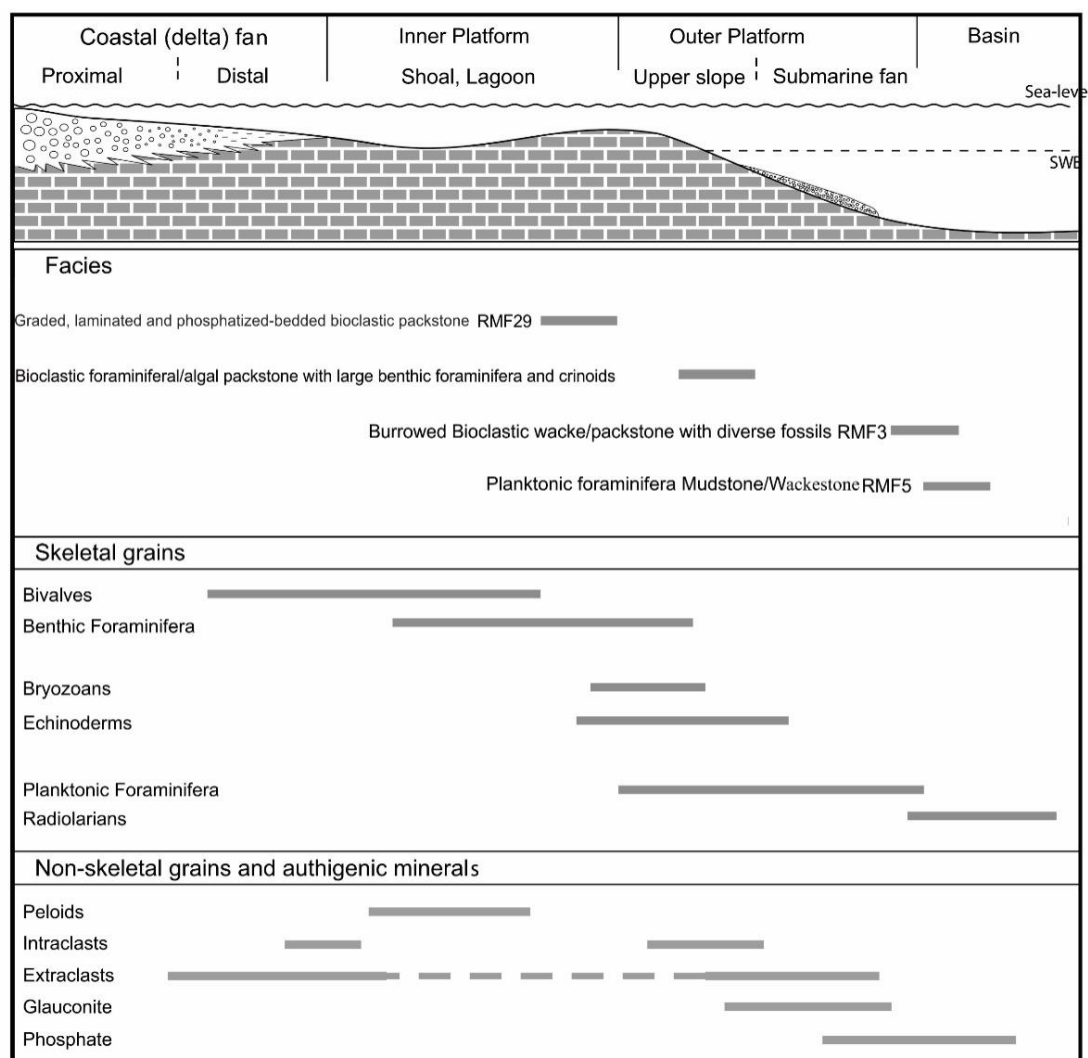 Coastal (delta) fan Inner Platform Outer Platform Basin
Proximal Distal Shoal, Lagoon Upper slope Submarine fan
Sea-leve
SWB
Facies
Graded, laminated and phosphatized-bedded bioclastic packstone RMF29
Bioclastic foraminiferal/algal packstone with large benthic foraminifera and crinoids
Burrowed Bioclastic wacke/packstone with diverse fossils RMF3
Planktonic foraminifera Mudstone/Wackestone RMF5
Skeletal grains
Bivalves
Benthic Foraminifera
Bryozoans
Echinoderms
Planktonic Foraminifera
Radiolarians
Non-skeletal grains and authigenic minerals
Peloids
Intraclasts
Extraclasts
Glauconite
Phosphate